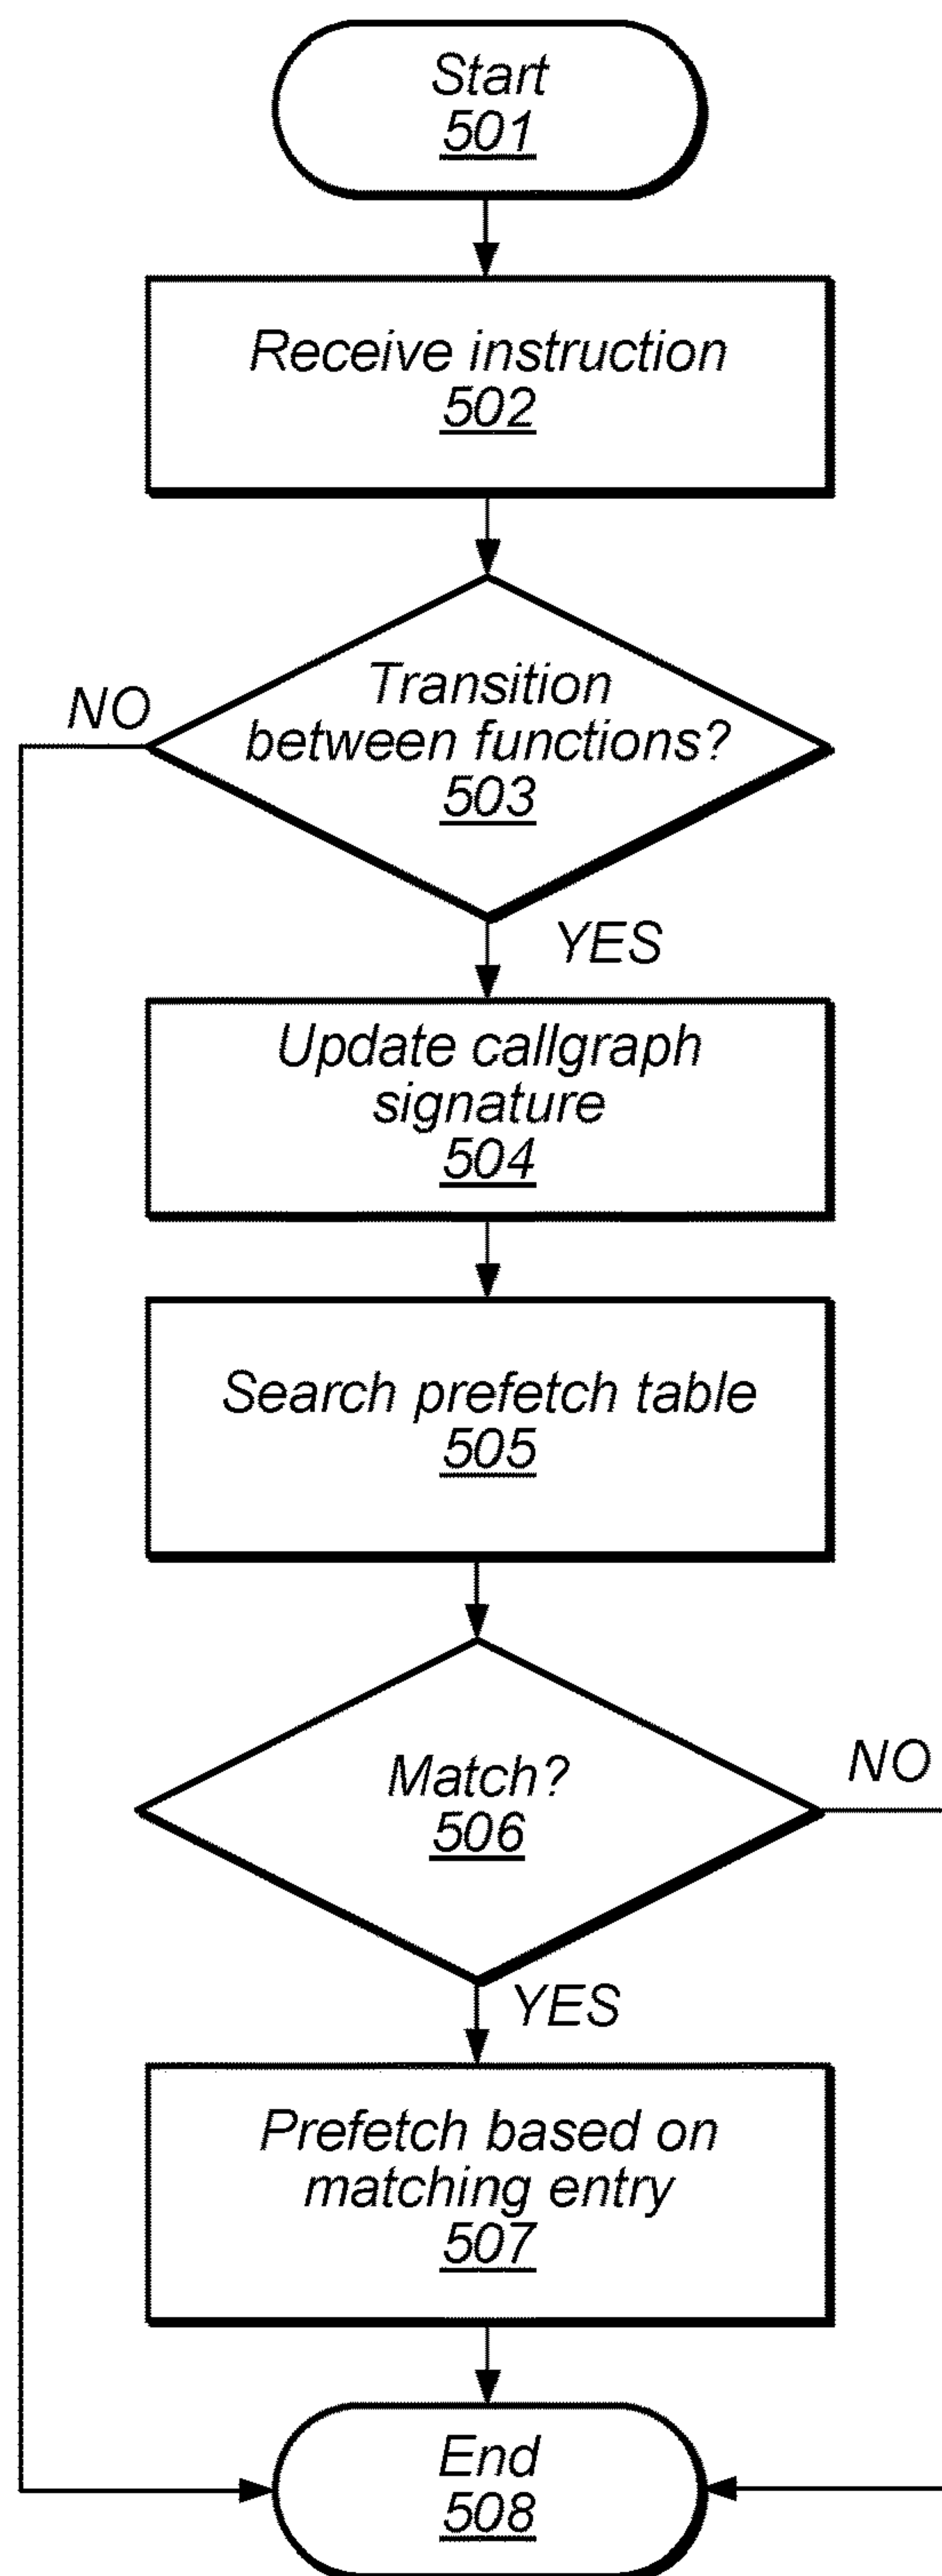 Start
501
Receive instruction
502
Transition
between functions?
503
NO
YES
Update callgraph
signature
504
Search prefetch table
505
Match?
506
NO
YES
Prefetch based on
matching entry
507
End
508